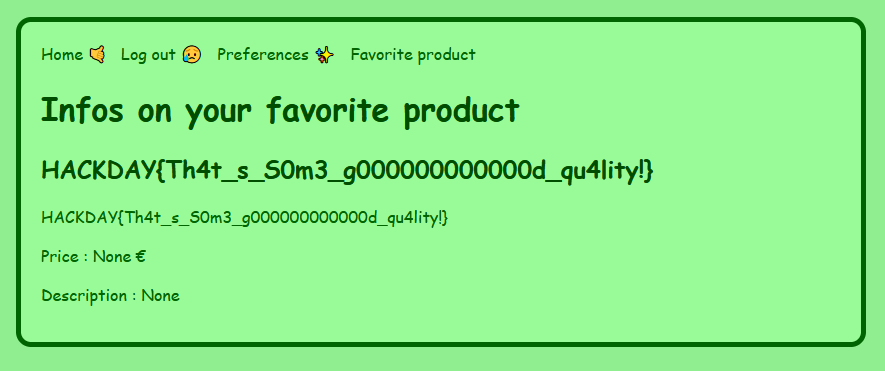 Home 🤙 Log out 😥 Preferences ✨ Favorite product
Infos on your favorite product
HACKDAY{Th4t_s_S0m3_g000000000000d_qu4lity!}
HACKDAY{Th4t_s_S0m3_g000000000000d_qu4lity!}
Price : None €
Description : None